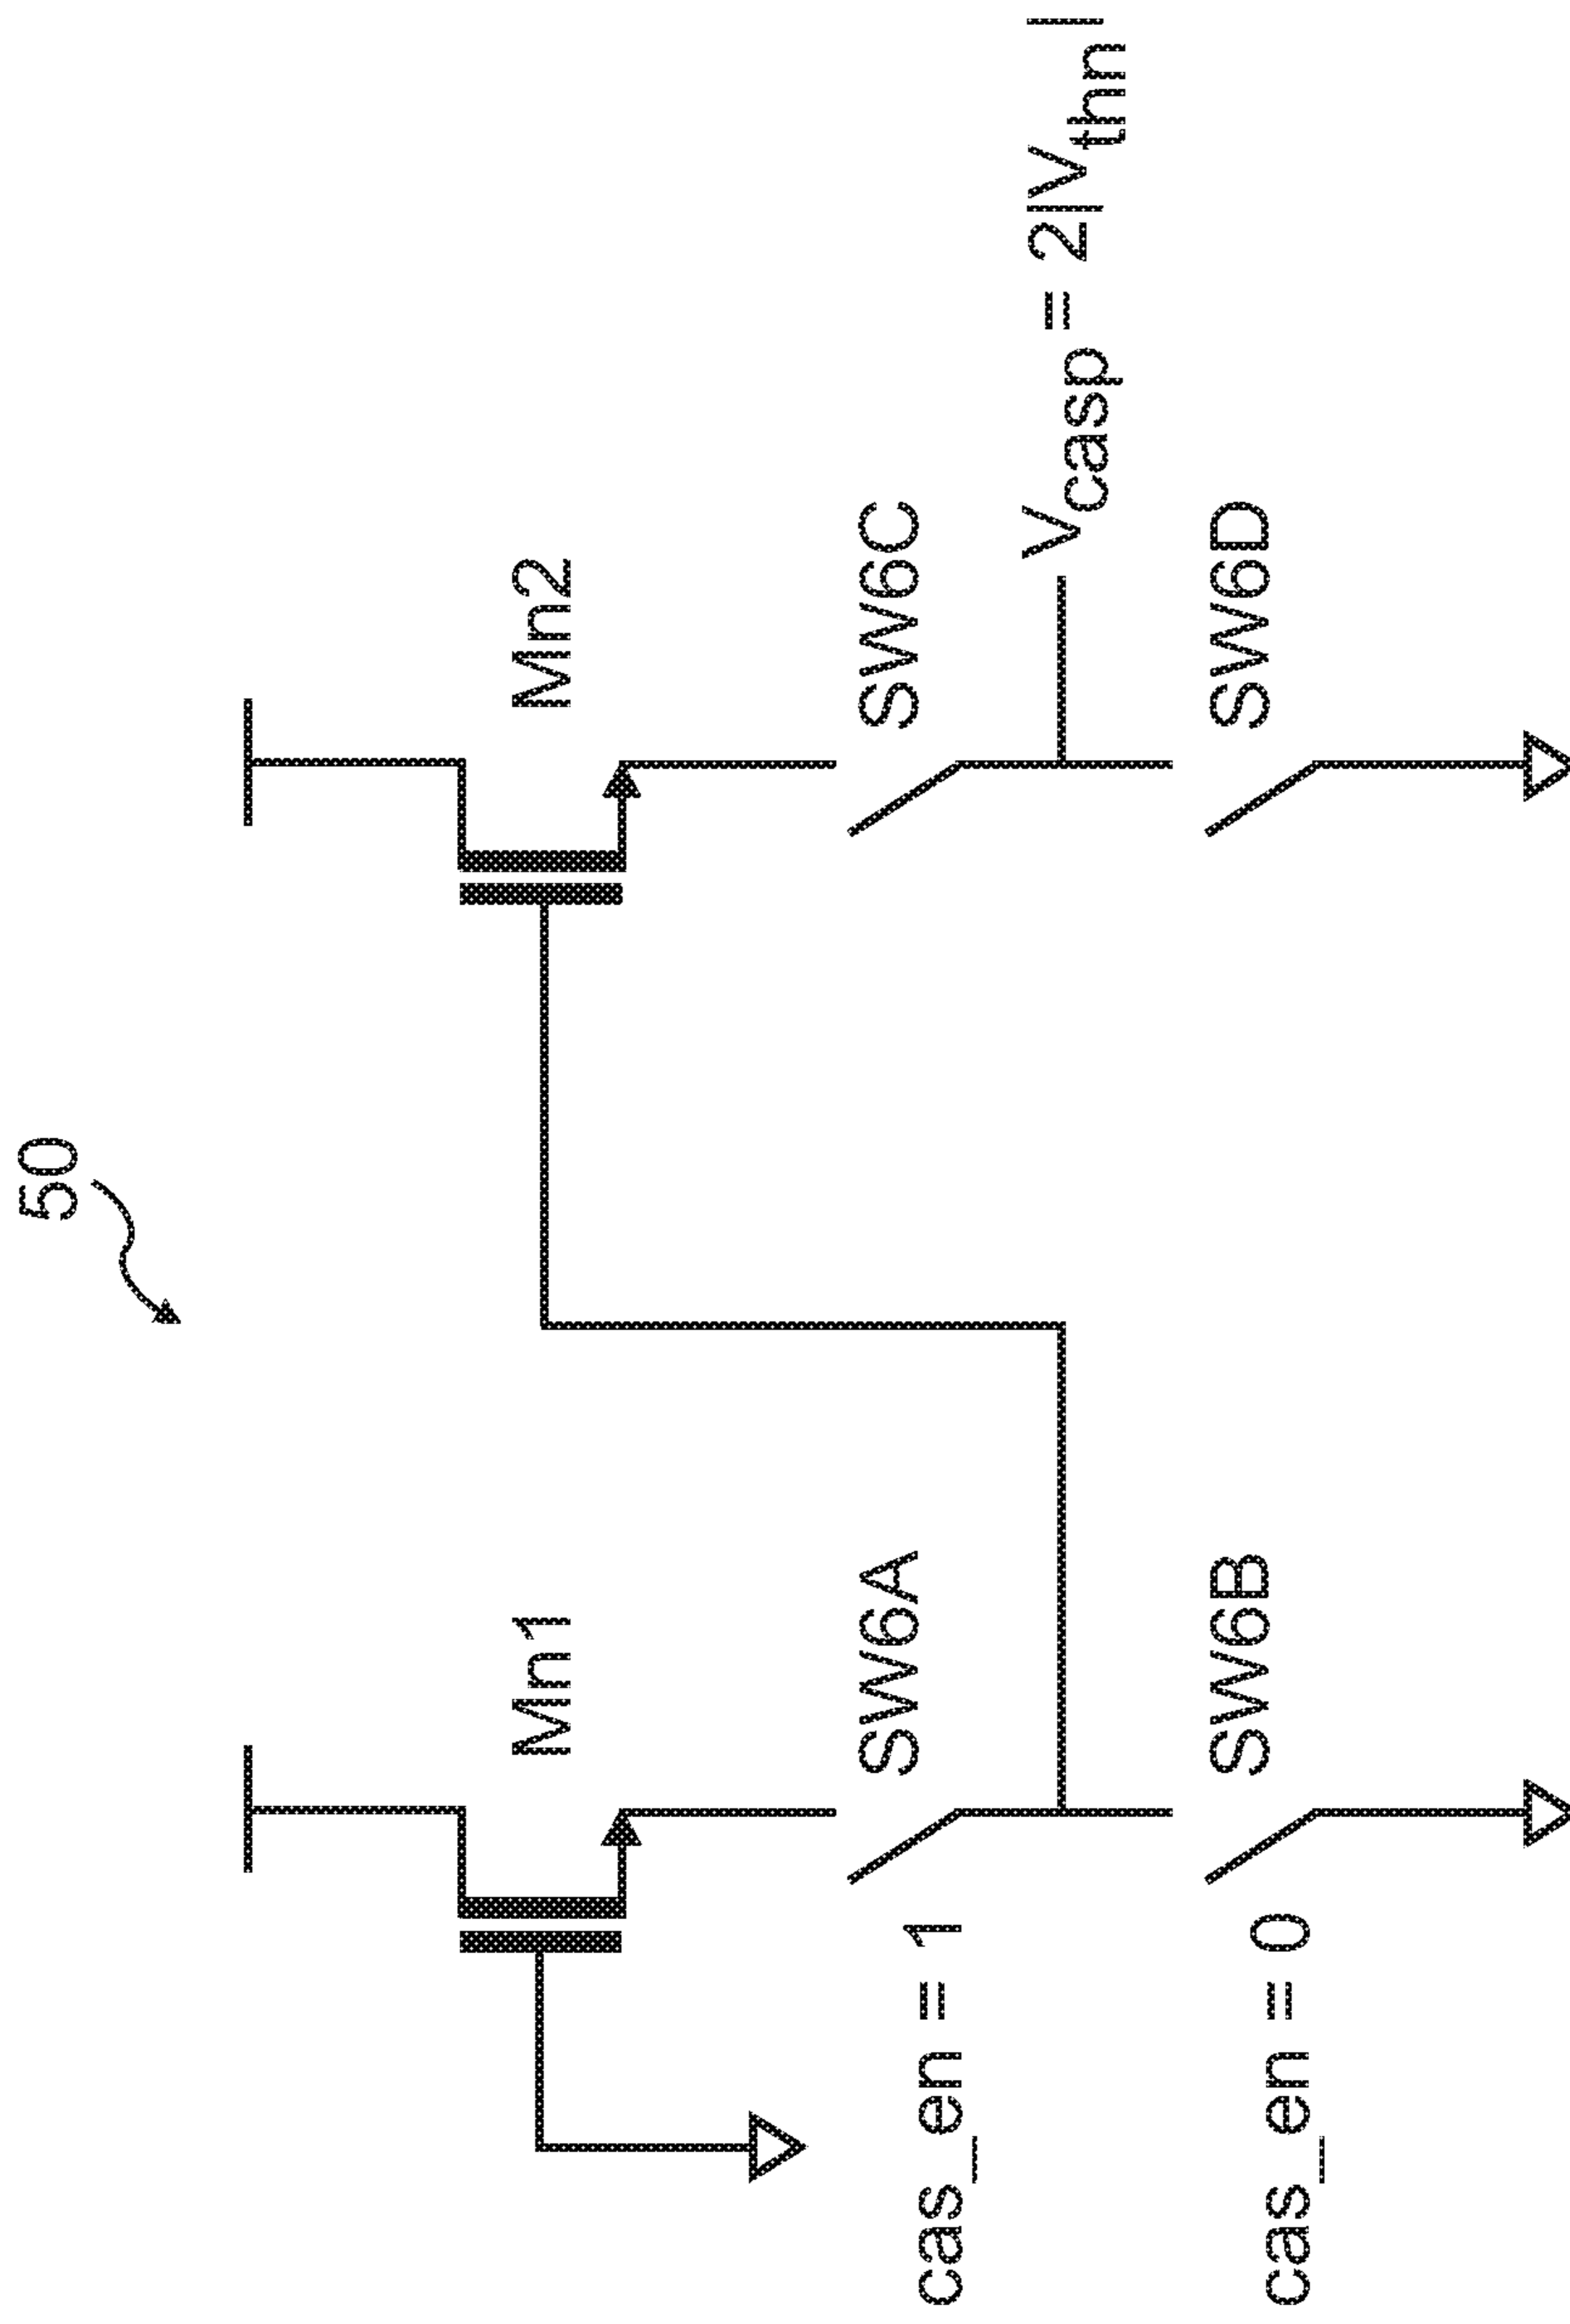 50
Mn1
Mn2
cas_en = 1
SW6A
SW6C
Vcasp = 2|Vthn|
cas_en = 0
SW6B
SW6D